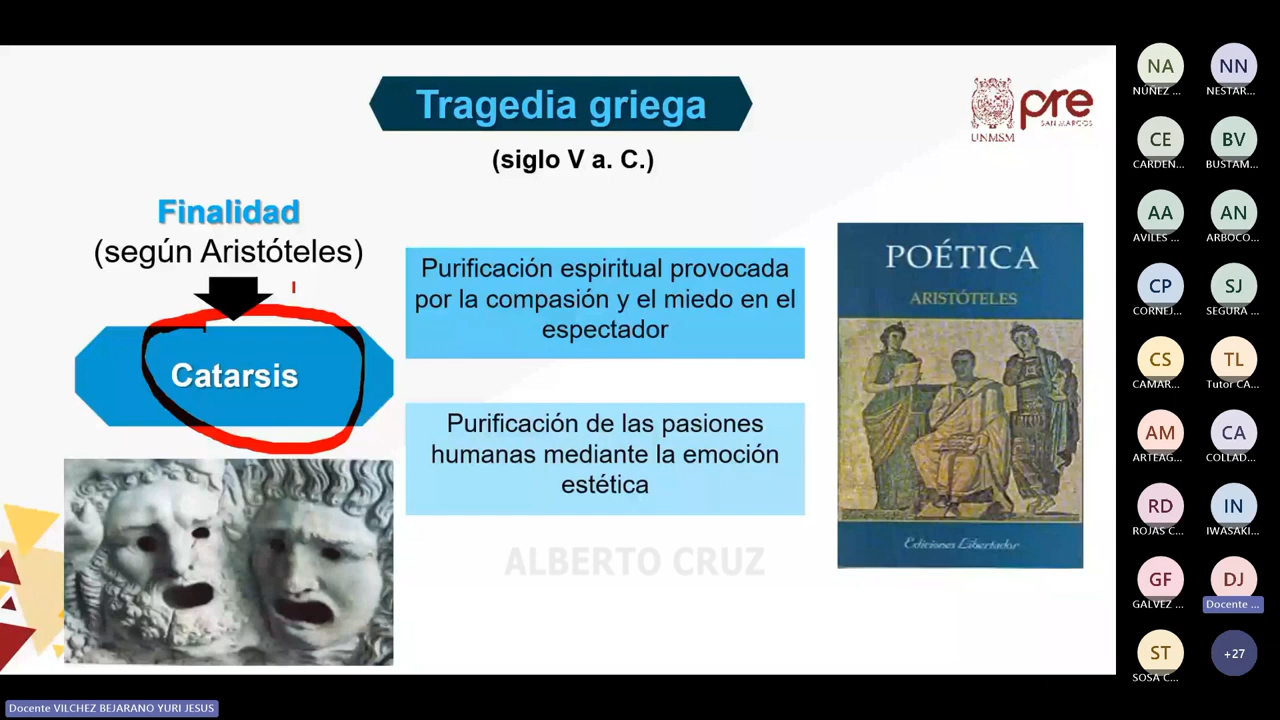 Tragedia griega
(siglo V a. C.)
UNMSM
pre
SAN MARCOS
Finalidad
(según Aristóteles)
Catarsis
Purificación espiritual provocada
por la compasión y el miedo en el
espectador
Purificación de las pasiones
humanas mediante la emoción
estética
POÉTICA
ARISTÓTELES
Ediciones Libertador
ALBERTO CRUZ
NA
NUÑEZ ...
NN
NESTAR...
CE
CARDEN...
BV
BUSTAM...
AA
AVILES ...
AN
ARBOCO...
CP
CORNEJ...
SJ
SEGURA ...
CS
CAMAR...
TL
Tutor CA...
AM
ARTEAG...
CA
COLLAD...
RD
ROJAS C...
IN
IWASAKI...
GF
GALVEZ ...
DJ
Docente ...
ST
SOSA C...
+27
Docente VILCHEZ BEJARANO YURI JESUS